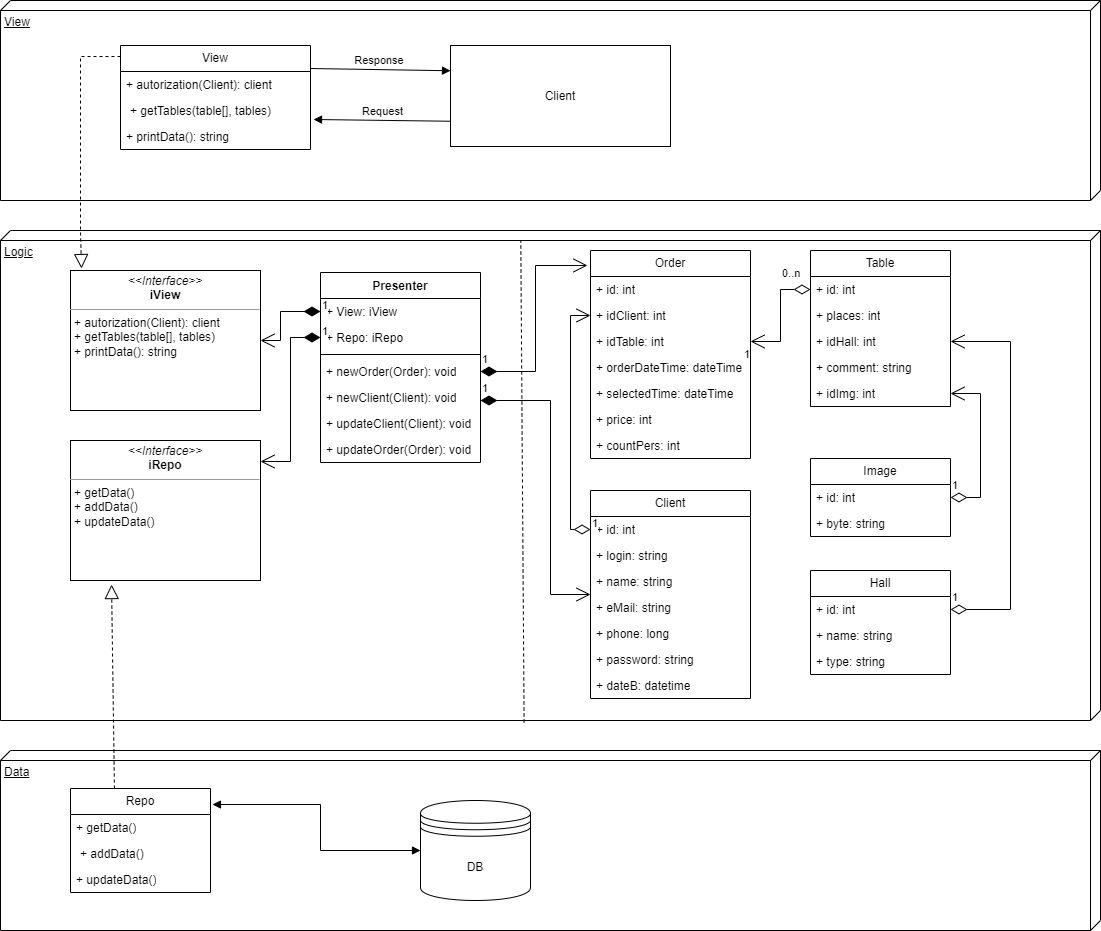 View
View
+ autorization(Client): client
+ getTables(table[], tables)
+ printData(): string
Response
Request
Client
Logic
<<Interface>>
iView
+ autorization(Client): client
+ getTables(table[], tables)
+ printData(): string
<<Interface>>
iRepo
+ getData()
+ addData()
+ updateData()
Presenter
1
+ View: iView
1
+ Repo: iRepo
+ newOrder(Order): void
+ newClient(Client): void
+ updateClient(Client): void
+ updateOrder(Order): void
1
1
Order
+ id: int
+ idClient: int
+ idTable: int
+ orderDateTime: dateTime
+ selectedTime: dateTime
+ price: int
+ countPers: int
0..n
1
Client
1
+ id: int
+ login: string
+ name: string
+ eMail: string
+ phone: long
+ password: string
+ dateB: datetime
Table
+ id: int
+ places: int
+ idHall: int
+ comment: string
+ idImg: int
Image
+ id: int
+ byte: string
1
Hall
+ id: int
+ name: string
+ type: string
1
Data
Repo
+ getData()
+ addData()
+ updateData()
DB